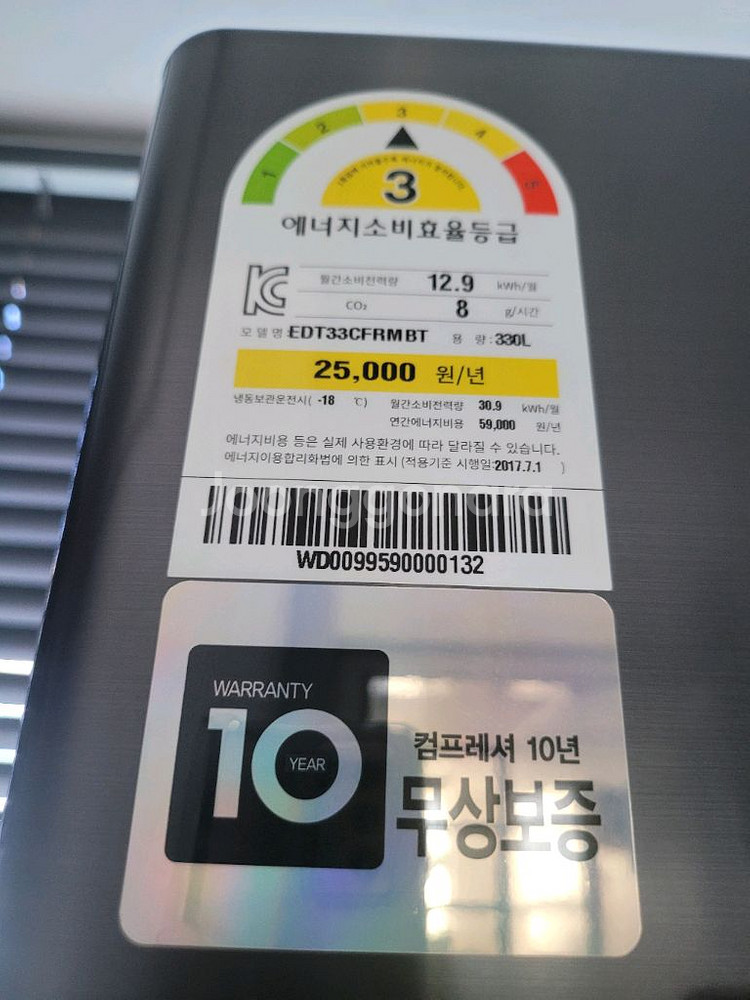 1 2 3 4 5
3
에너지소비효율등급
KC
월간소비전력량 12.9 kWh/월
CO₂ 8 g/시간
모델명:EDT33CFRMBT 용 량:330L
25,000 원/년
냉동보관운전시( -18 ℃) 월간소비전력량 30.9 kWh/월
연간에너지비용 59,000 원/년
에너지비용 등은 실제 사용환경에 따라 달라질 수 있습니다.
에너지이용합리화법에 의한 표시 (적용기준 시행일:2017.7.1 )
Joonggonara
WD0099590000132
WARRANTY
10
YEAR
컴프레셔 10년
무상보증